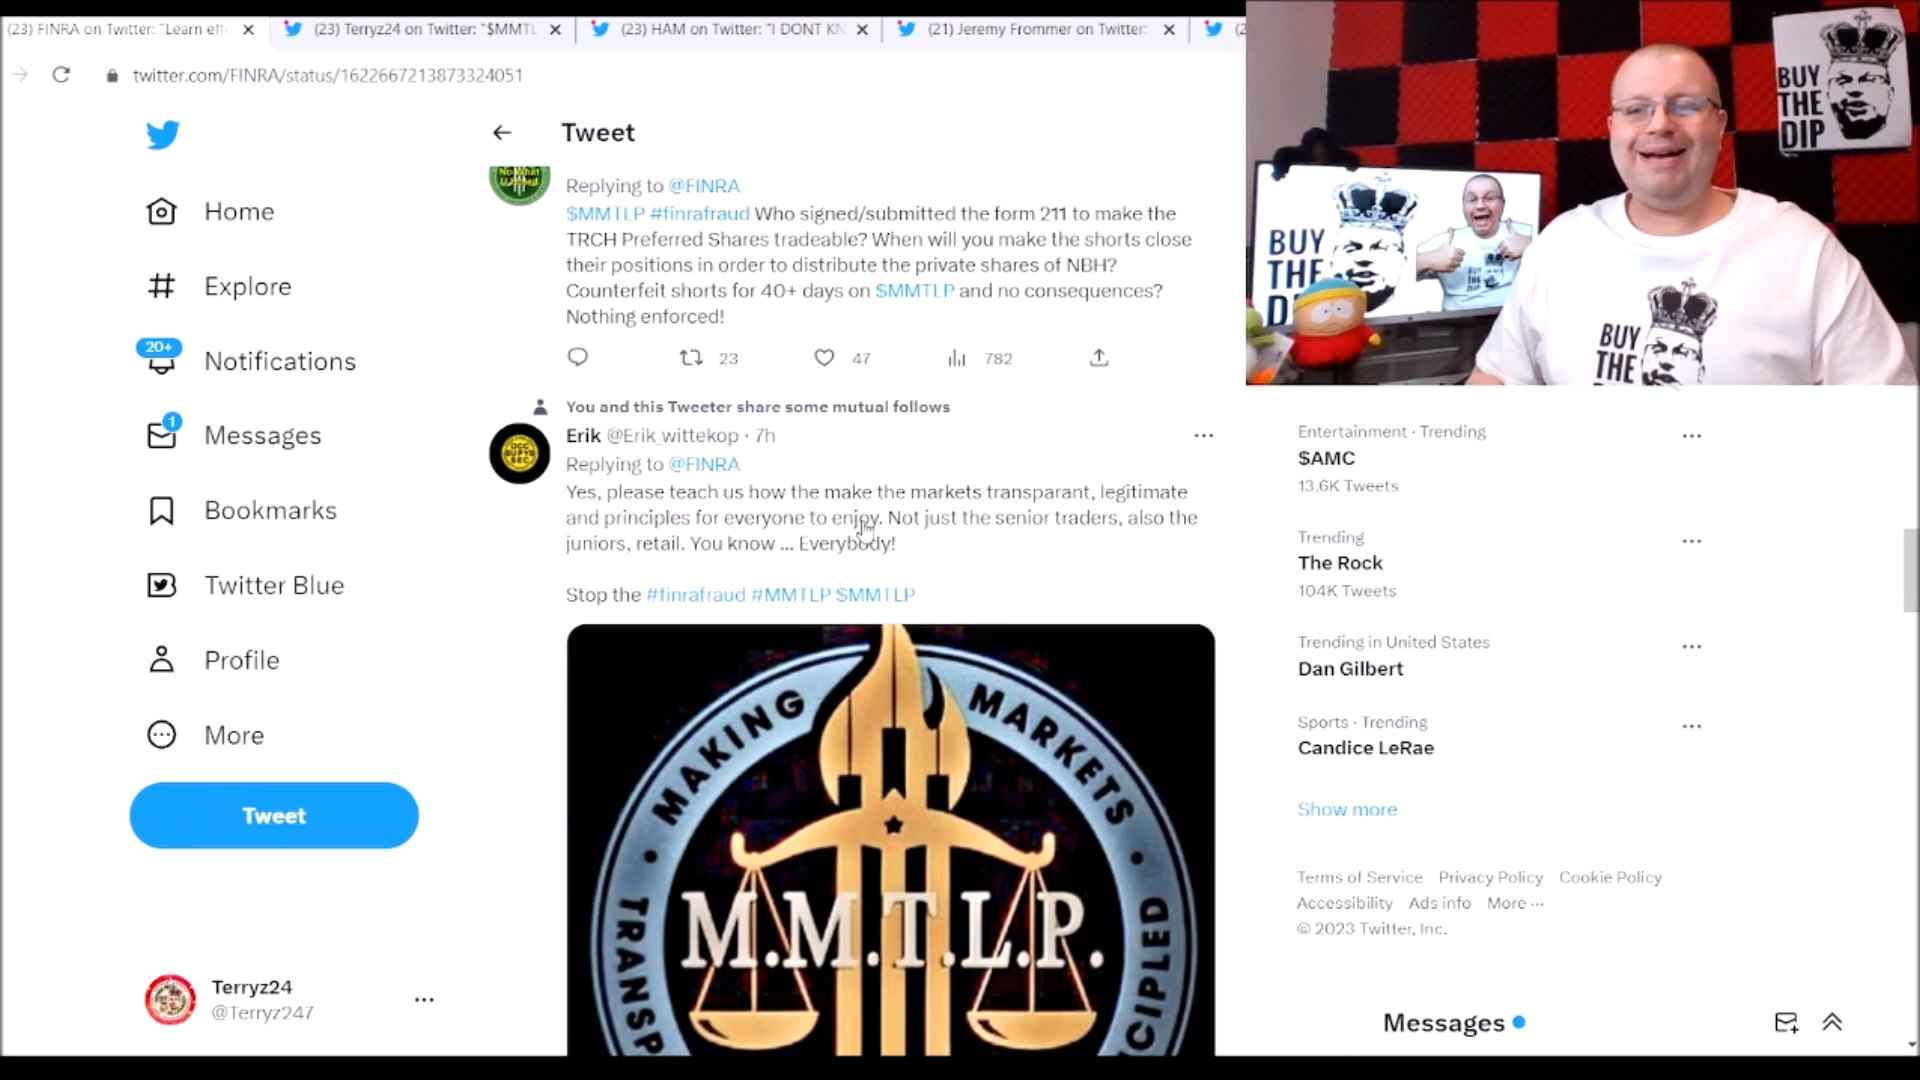 (23) FINRA on Twitter: "Learn eff
(23) Terryz24 on Twitter: "$MMTL
(23) HAM on Twitter: "I DONT KN
(21) Jeremy Frommer on Twitter:
(2
twitter.com/FINRA/status/1622667213873324051
Tweet
Home
Explore
20+
Notifications
1
Messages
Bookmarks
Twitter Blue
Profile
More
Tweet
Terryz24
@Terryz247
Replying to @FINRA
$MMTLP #finrafraud Who signed/submitted the form 211 to make the
TRCH Preferred Shares tradeable? When will you make the shorts close
their positions in order to distribute the private shares of NBH?
Counterfeit shorts for 40+ days on $MMTLP and no consequences?
Nothing enforced!
23 47 782
You and this Tweeter share some mutual follows
Erik @Erik_wittekop · 7h
Replying to @FINRA
Yes, please teach us how the make the markets transparant, legitimate
and principles for everyone to enjoy. Not just the senior traders, also the
juniors, retail. You know ... Everybody!
Stop the #finrafraud #MMTLP $MMTLP
MAKING MARKETS
M.M.T.L.P.
TRANSP
CIPLED
BUY
THE
DIP
BUY
THE
D
BUY
THE
DIP
BUY
THE
Entertainment · Trending
$AMC
13.6K Tweets
Trending
The Rock
104K Tweets
Trending in United States
Dan Gilbert
Sports · Trending
Candice LeRae
Show more
Terms of Service Privacy Policy Cookie Policy
Accessibility Ads info More ···
© 2023 Twitter, Inc.
Messages